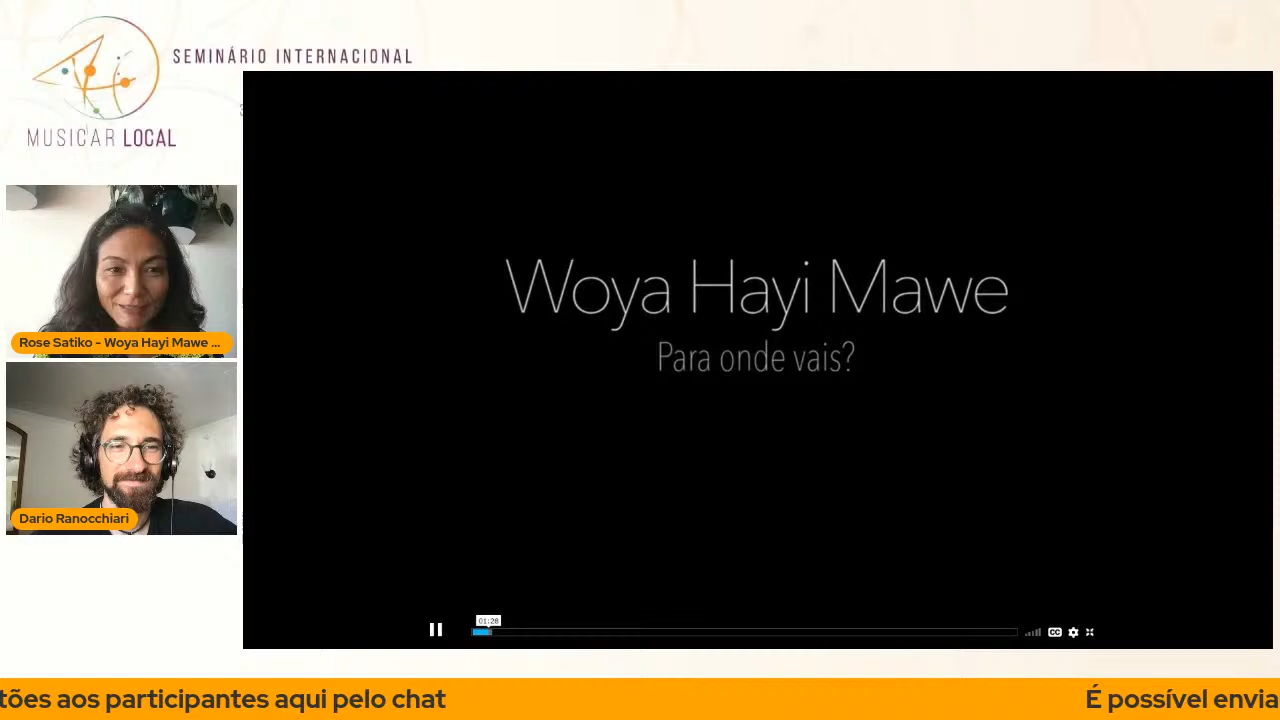 SEMINÁRIO INTERNACIONAL
MUSICAR LOCAL
Rose Satiko - Woya Hayi Mawe ...
Dario Ranocchiari
Woya Hayi Mawe
Para onde vais?
01:28
CC
tões aos participantes aqui pelo chat
É possível envia